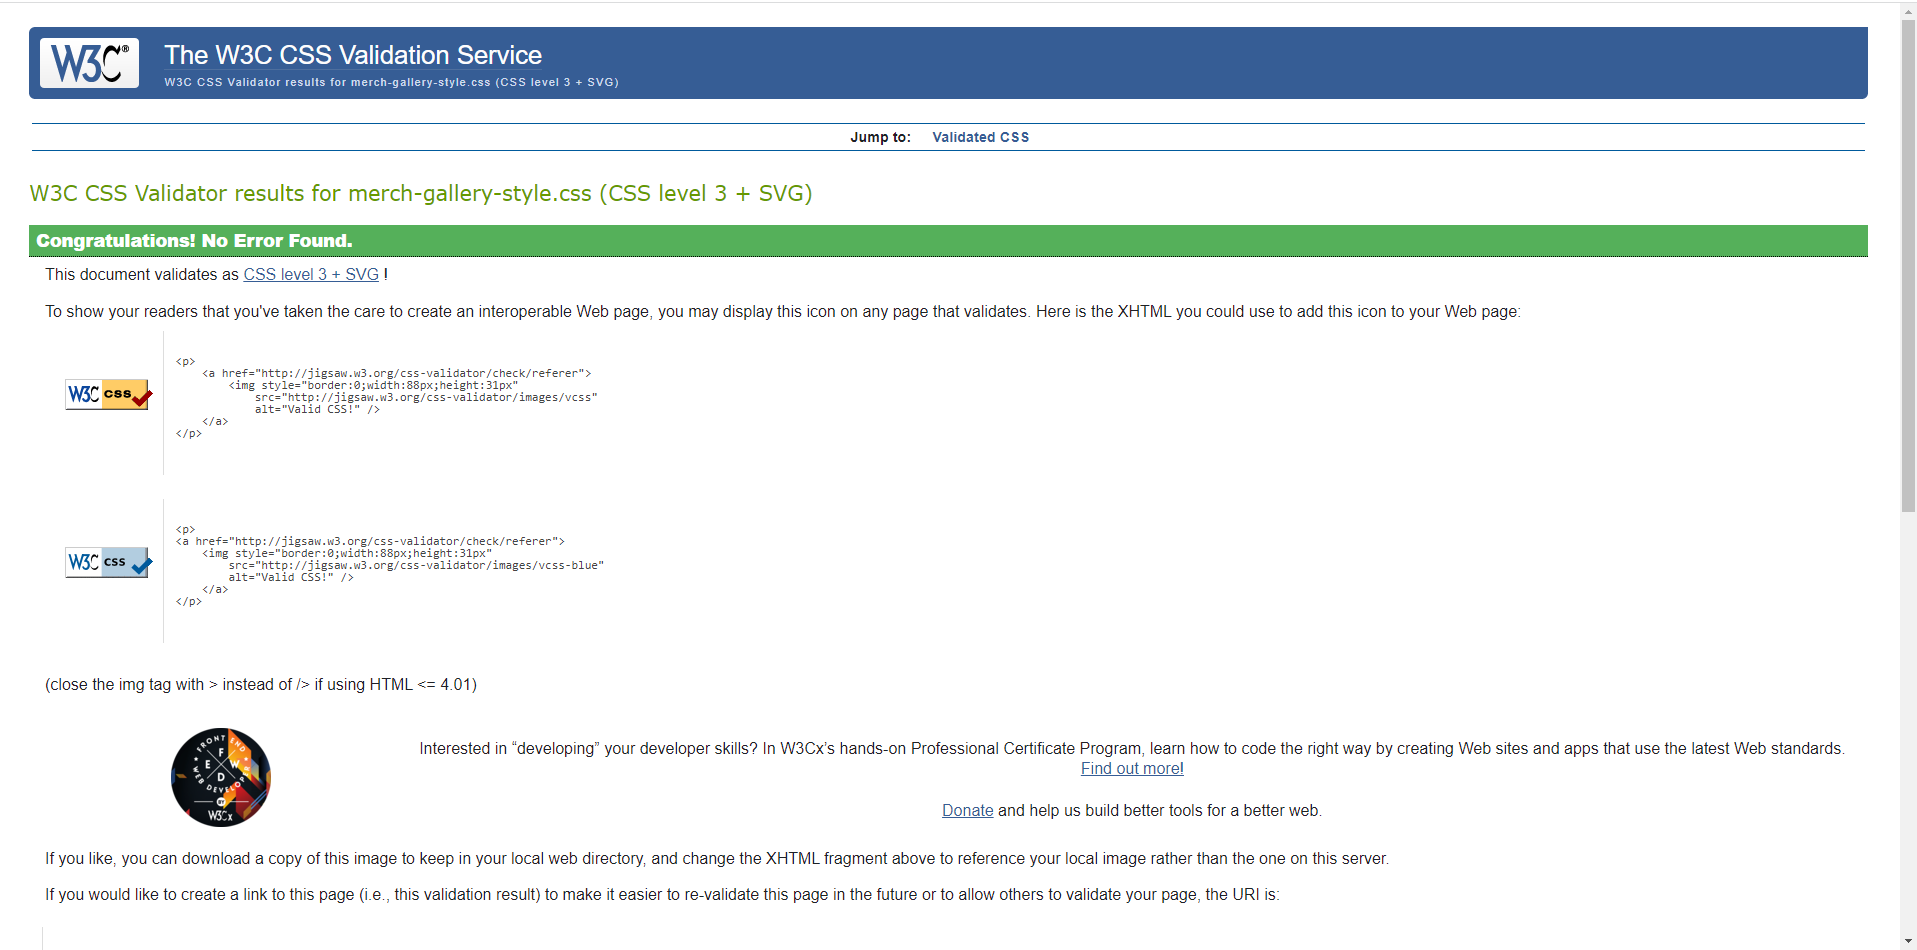 W3C®
The W3C CSS Validation Service
W3C CSS Validator results for merch-gallery-style.css (CSS level 3 + SVG)
Jump to: Validated CSS
W3C CSS Validator results for merch-gallery-style.css (CSS level 3 + SVG)
Congratulations! No Error Found.
This document validates as CSS level 3 + SVG !
To show your readers that you've taken the care to create an interoperable Web page, you may display this icon on any page that validates. Here is the XHTML you could use to add this icon to your Web page:
W3C css
<p>
<a href="http://jigsaw.w3.org/css-validator/check/referer">
<img style="border:0;width:88px;height:31px"
src="http://jigsaw.w3.org/css-validator/images/vcss"
alt="Valid CSS!" />
</a>
</p>
W3C css
<p>
<a href="http://jigsaw.w3.org/css-validator/check/referer">
<img style="border:0;width:88px;height:31px"
src="http://jigsaw.w3.org/css-validator/images/vcss-blue"
alt="Valid CSS!" />
</a>
</p>
(close the img tag with > instead of /> if using HTML <= 4.01)
FRONT END
F
E W
D
WEB DEVELOPER
BY
W3Cx
Interested in “developing” your developer skills? In W3Cx’s hands-on Professional Certificate Program, learn how to code the right way by creating Web sites and apps that use the latest Web standards.
Find out more!
Donate and help us build better tools for a better web.
If you like, you can download a copy of this image to keep in your local web directory, and change the XHTML fragment above to reference your local image rather than the one on this server.
If you would like to create a link to this page (i.e., this validation result) to make it easier to re-validate this page in the future or to allow others to validate your page, the URI is: